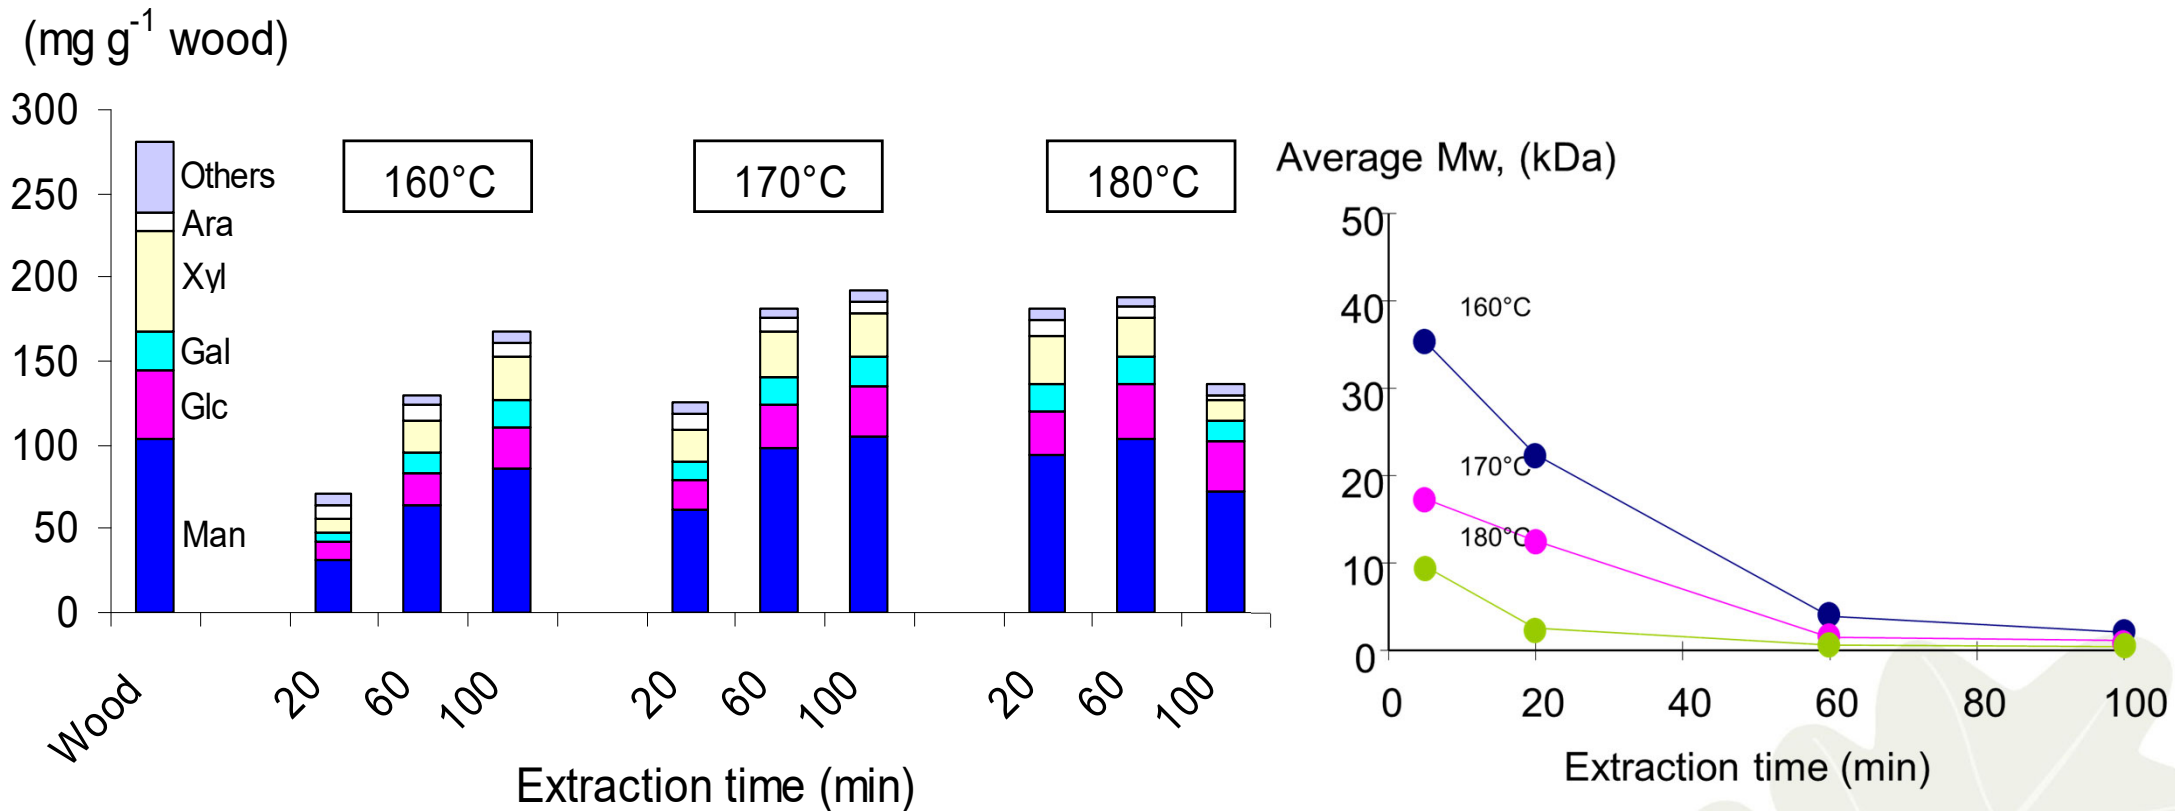 (mg g⁻¹ wood)
300
250
200
150
100
50
0
Others
Ara
Xyl
Gal
Glc
Man
160°C
170°C
180°C
Wood
20
60
100
20
60
100
20
60
100
Extraction time (min)
Average Mw, (kDa)
50
40
30
20
10
0
160°C
170°C
180°C
0
20
40
60
80
100
Extraction time (min)